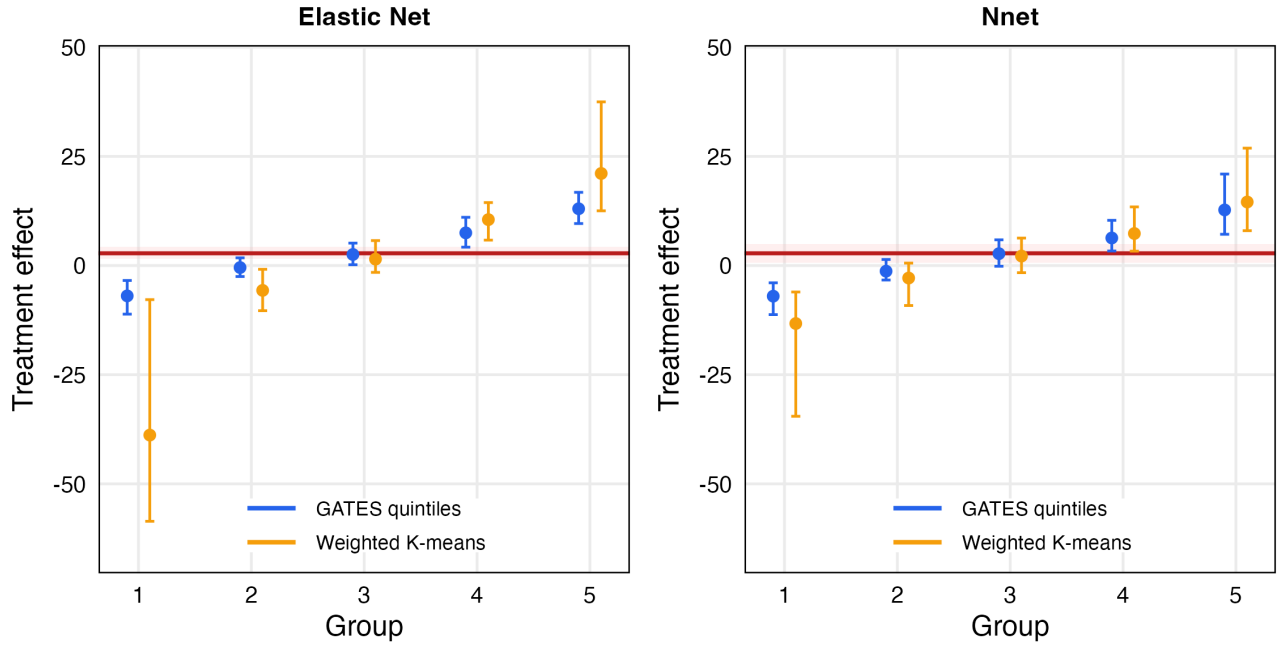 Elastic Net
Treatment effect
50
25
0
-25
-50
GATES quintiles
Weighted K-means
1 2 3 4 5
Group
Nnet
Treatment effect
50
25
0
-25
-50
GATES quintiles
Weighted K-means
1 2 3 4 5
Group